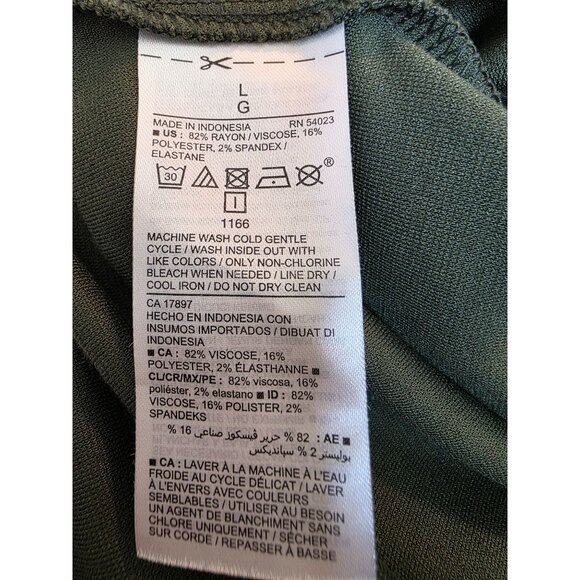 L
G
MADE IN INDONESIA RN 54023
■ US : 82% RAYON / VISCOSE, 16%
POLYESTER, 2% SPANDEX /
ELASTANE
30 ®
1166
MACHINE WASH COLD GENTLE
CYCLE / WASH INSIDE OUT WITH
LIKE COLORS / ONLY NON-CHLORINE
BLEACH WHEN NEEDED / LINE DRY /
COOL IRON / DO NOT DRY CLEAN
CA 17897
HECHO EN INDONESIA CON
INSUMOS IMPORTADOS / DIBUAT DI
INDONESIA
■ CA : 82% VISCOSE, 16%
POLYESTER, 2% ÉLASTHANNE ■
CL/CR/MX/PE : 82% viscosa, 16%
poliéster, 2% elastano ■ ID : 82%
VISCOSE, 16% POLISTER, 2%
SPANDEKS
■ AE : 82 % حرير ڤيسكوز صناعي 16 %
بوليستر 2 % سپانديكس ■
■ CA : LAVER À LA MACHINE À L'EAU
FROIDE AU CYCLE DÉLICAT / LAVER
À L'ENVERS AVEC COULEURS
SEMBLABLES / UTILISER AU BESOIN
UN AGENT DE BLANCHIMENT SANS
CHLORE UNIQUEMENT / SÉCHER
SUR CORDE / REPASSER À BASSE